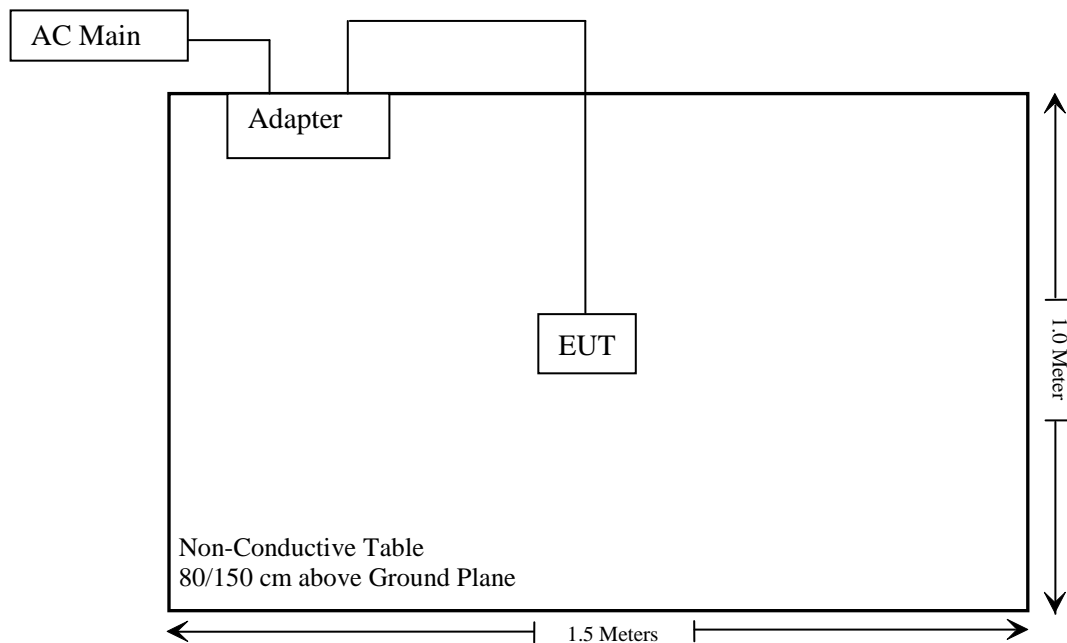 AC Main
Adapter
EUT
1.0 Meter
Non-Conductive Table
80/150 cm above Ground Plane
1.5 Meters